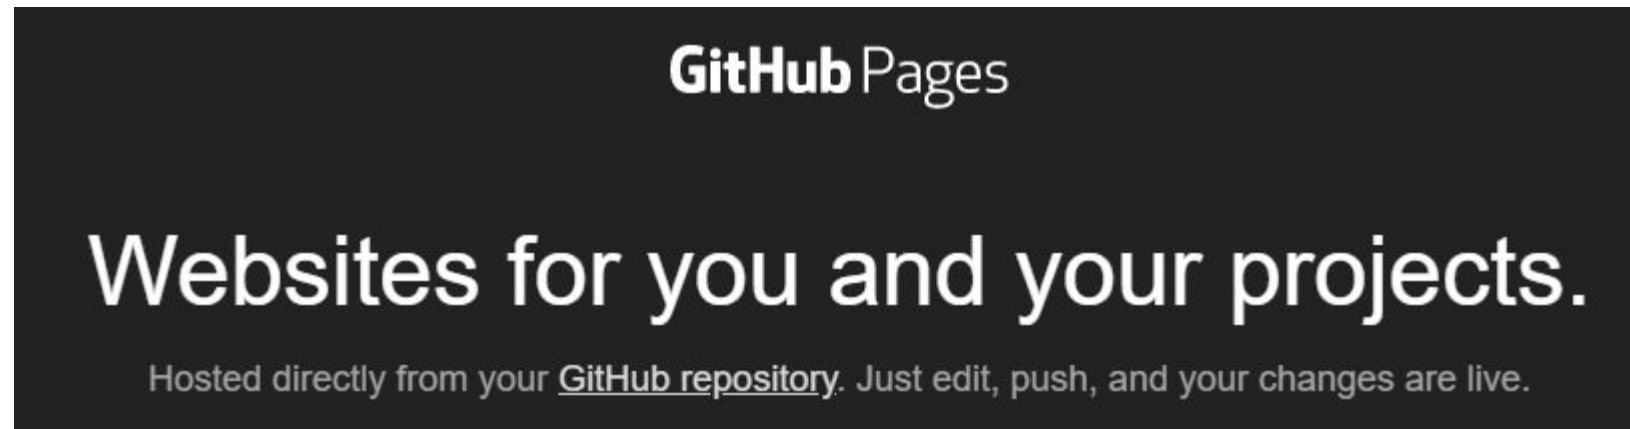 GitHub Pages
Websites for you and your projects.
Hosted directly from your GitHub repository. Just edit, push, and your changes are live.